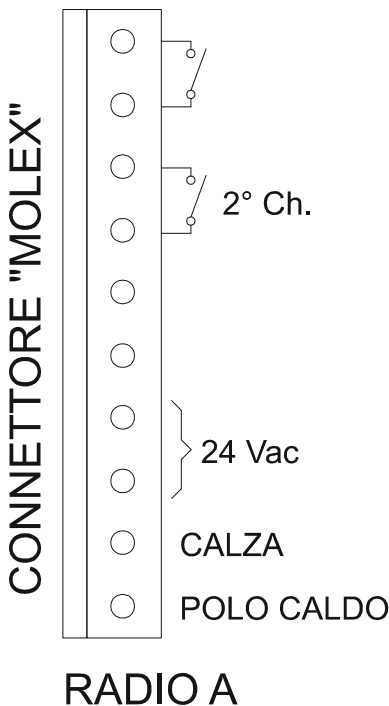 CONNETTORE "MOLEX"
2° Ch.
24 Vac
CALZA
POLO CALDO
RADIO A